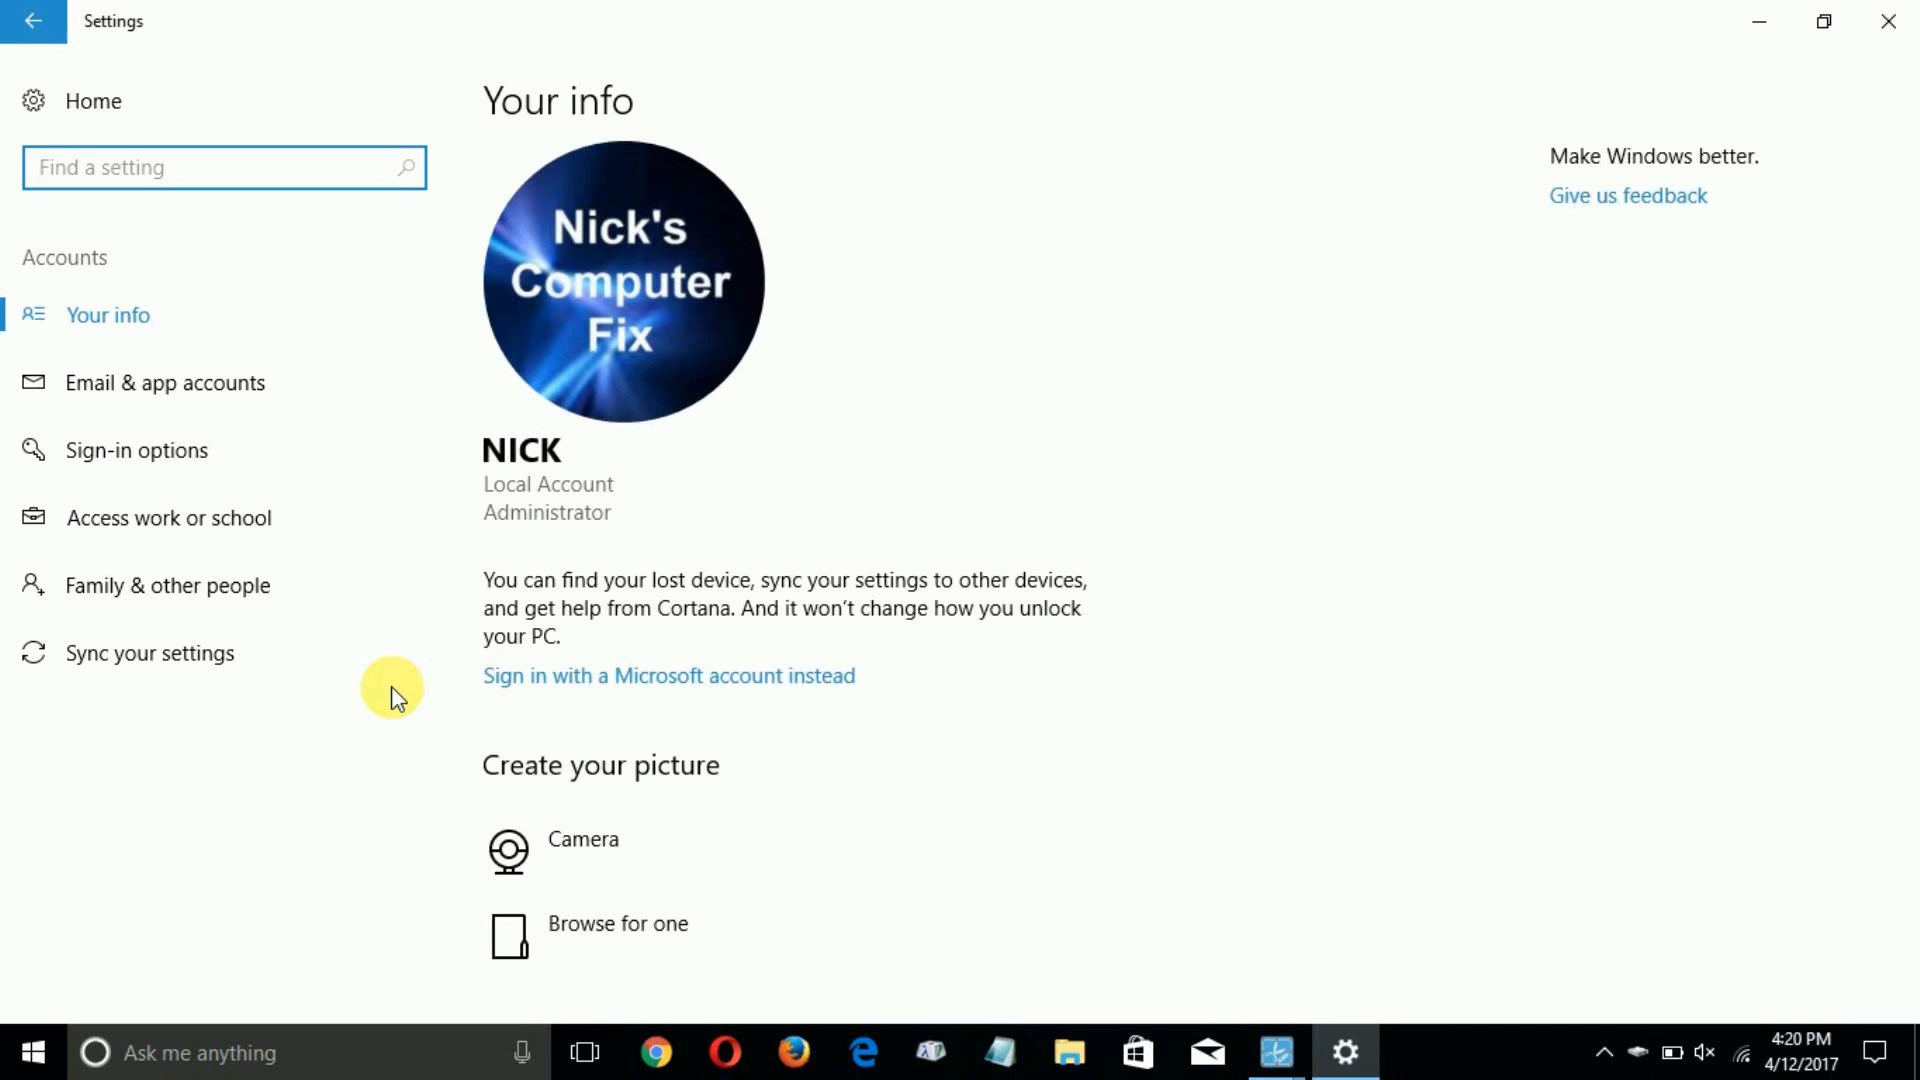 Settings
Home
Find a setting
Accounts
Your info
Email & app accounts
Sign-in options
Access work or school
Family & other people
Sync your settings
Your info
Nick's
Computer
Fix
NICK
Local Account
Administrator
You can find your lost device, sync your settings to other devices,
and get help from Cortana. And it won't change how you unlock
your PC.
Sign in with a Microsoft account instead
Create your picture
Camera
Browse for one
Make Windows better.
Give us feedback
Ask me anything
4:20 PM
4/12/2017